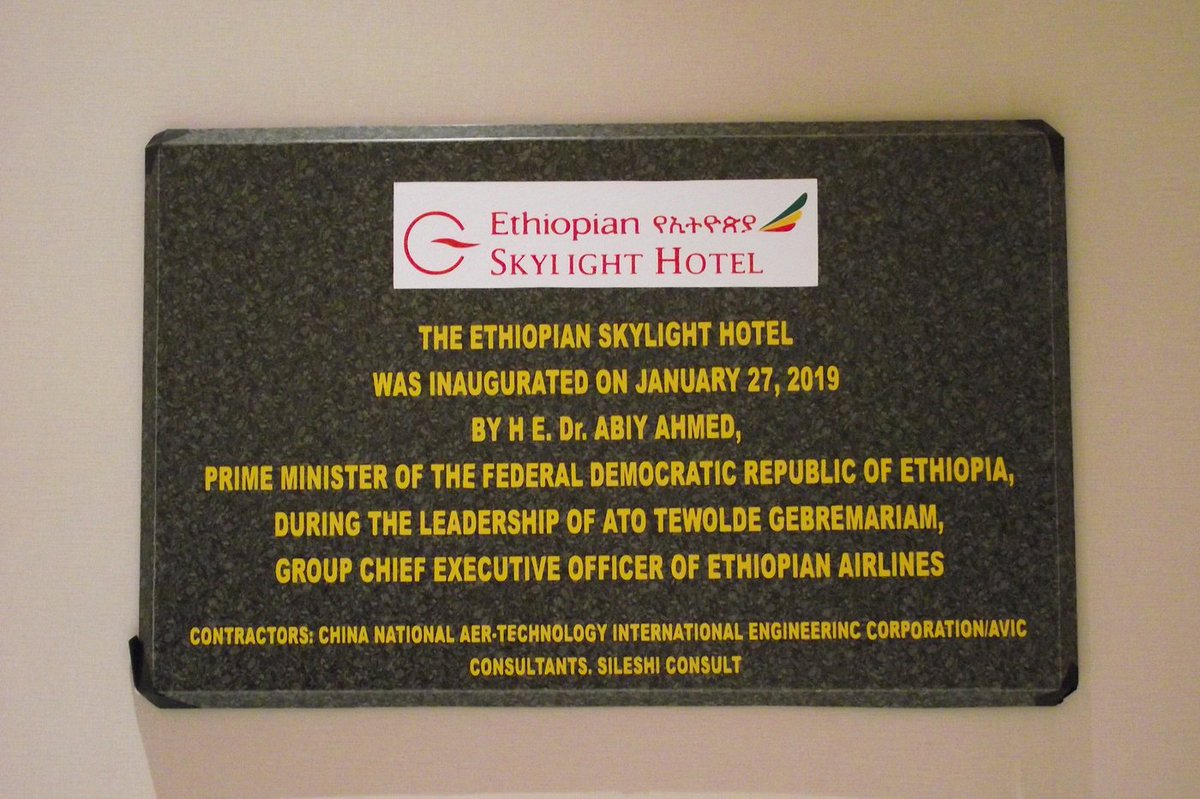 Ethiopian የኢትዮጵያ
SKYLIGHT HOTEL
THE ETHIOPIAN SKYLIGHT HOTEL
WAS INAUGURATED ON JANUARY 27, 2019
BY H E. Dr. ABIY AHMED,
PRIME MINISTER OF THE FEDERAL DEMOCRATIC REPUBLIC OF ETHIOPIA,
DURING THE LEADERSHIP OF ATO TEWOLDE GEBREMARIAM,
GROUP CHIEF EXECUTIVE OFFICER OF ETHIOPIAN AIRLINES
CONTRACTORS: CHINA NATIONAL AER-TECHNOLOGY INTERNATIONAL ENGINEERINC CORPORATION/AVIC
CONSULTANTS. SILESHI CONSULT